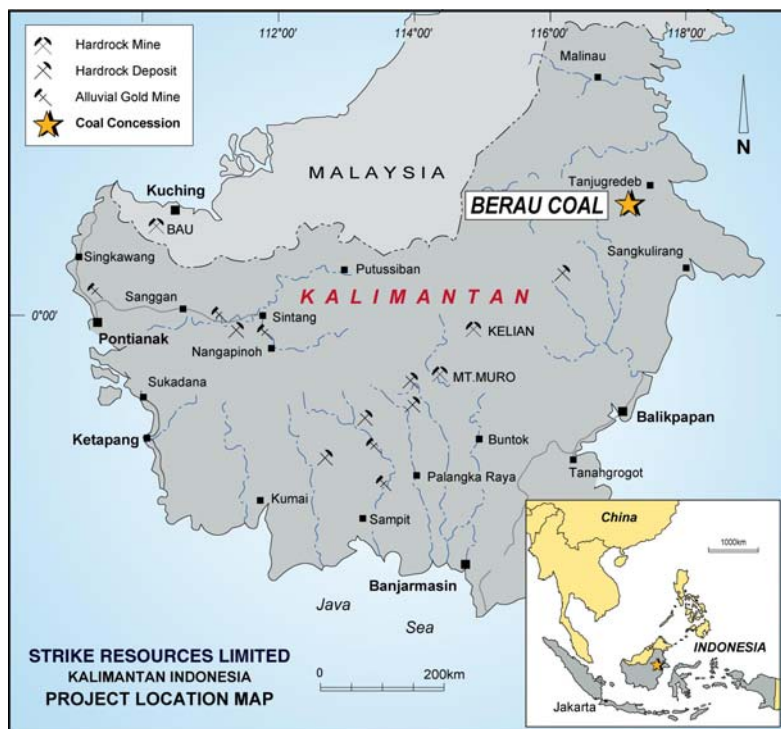 112°00'
114°00'
116°00'
118°00'
Hardrock Mine
Hardrock Deposit
Alluvial Gold Mine
Coal Concession
Malinau
N
MALAYSIA
Kuching
BAU
Tanjugredeb
BERAU COAL
Singkawang
Putussiban
Sangkulirang
KALIMANTAN
Sanggan
Sintang
0°00'
Pontianak
Nangapinoh
KELIAN
MT.MURO
Sukadana
Balikpapan
Ketapang
Buntok
Tanahgrogot
Palangka Raya
Kumai
Sampit
Banjarmasin
Java
Sea
China
1000km
INDONESIA
Jakarta
STRIKE RESOURCES LIMITED
KALIMANTAN INDONESIA
PROJECT LOCATION MAP
0
200km